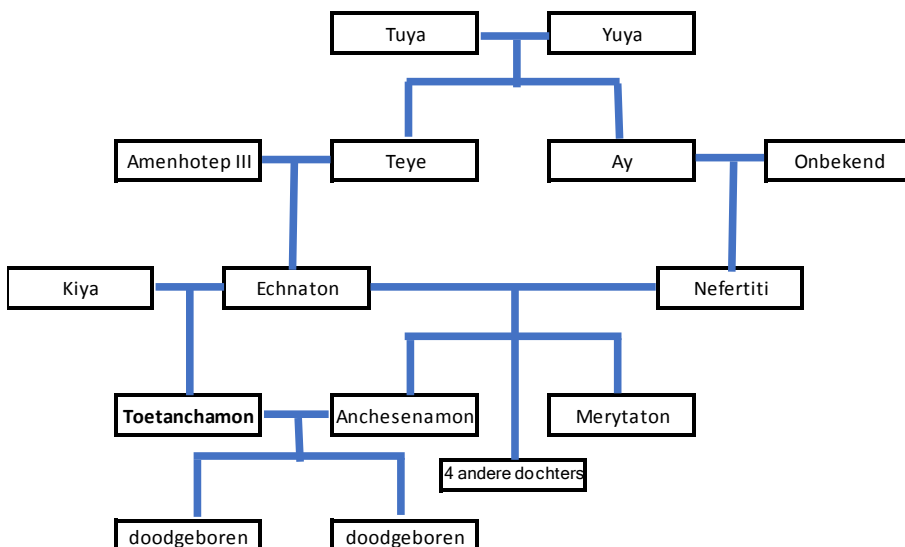 Tuya
Yuya
Amenhotep III
Teye
Ay
Onbekend
Kiya
Echnaton
Nefertiti
Toetanchamon
Anchesenamon
Merytaton
4 andere dochters
doodgeboren
doodgeboren